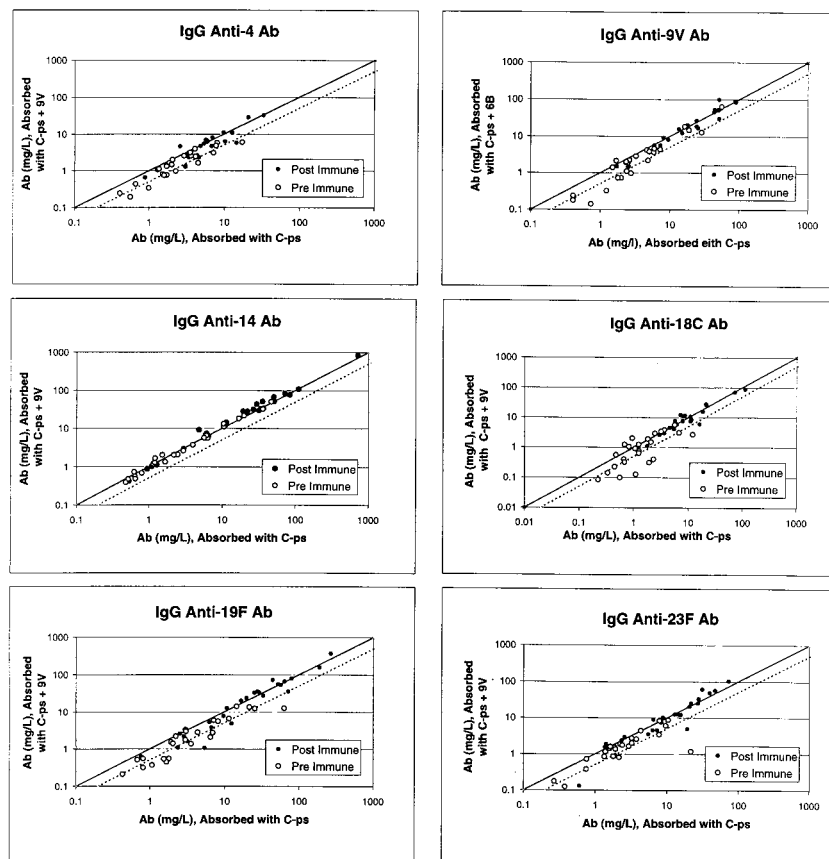 IgG Anti-4 Ab
Ab (mg/L), Absorbed
with C-ps + 9V
1000
100
10
1
0.1
0.1
1
10
100
1000
Post Immune
Pre Immune
Ab (mg/L), Absorbed with C-ps
IgG Anti-9V Ab
Ab (mg/L), Absorbed
with C-ps + 6B
1000
100
10
1
0.1
0.1
1
10
100
1000
Post Immune
Pre Immune
Ab (mg/l), Absorbed eith C-ps
IgG Anti-14 Ab
Ab (mg/L), Absorbed
with C-ps + 9V
1000
100
10
1
0.1
0.1
1
10
100
1000
Post Immune
Pre Immune
Ab (mg/L), Absorbed with C-ps
IgG Anti-18C Ab
Ab (mg/L), Absorbed
with C-ps + 9V
1000
100
10
1
0.1
0.01
0.01
0.1
1
10
100
1000
Post Immune
Pre Immune
Ab (mg/L), Absorbed with C-ps
IgG Anti-19F Ab
Ab (mg/L), Absorbed
with C-ps + 9V
1000
100
10
1
0.1
0.1
1
10
100
1000
Post Immune
Pre Immune
Ab (mg/L), Absorbed with C-ps
IgG Anti-23F Ab
Ab (mg/L), Absorbed
with C-ps + 9V
1000
100
10
1
0.1
0.1
1
10
100
1000
Post Immune
Pre Immune
Ab (mg/L), Absorbed with C-ps